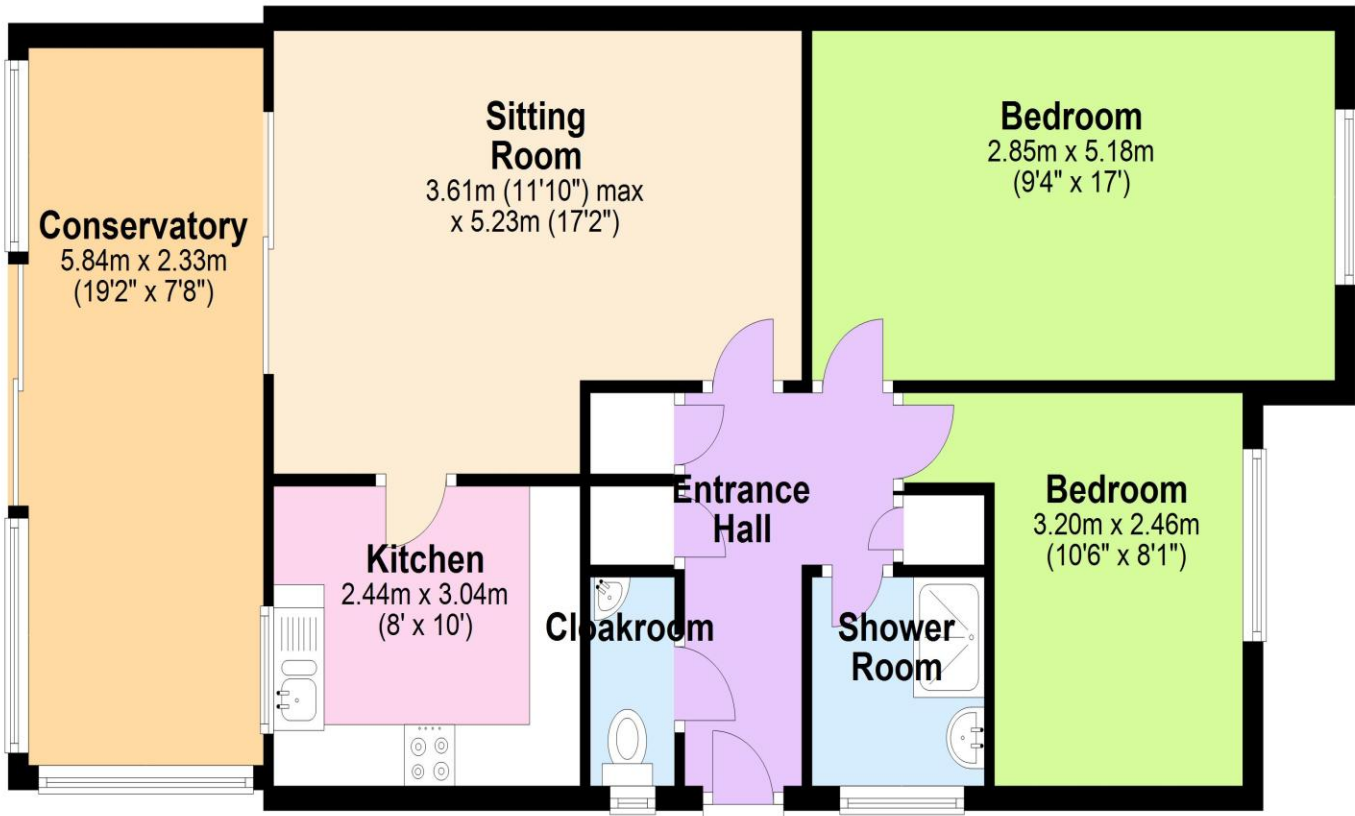 Sitting
Room
3.61m (11'10") max
x 5.23m (17'2")
Bedroom
2.85m x 5.18m
(9'4" x 17')
Conservatory
5.84m x 2.33m
(19'2" x 7'8")
Entrance
Hall
Bedroom
3.20m x 2.46m
(10'6" x 8'1")
Kitchen
2.44m x 3.04m
(8' x 10')
Cloakroom
Shower
Room